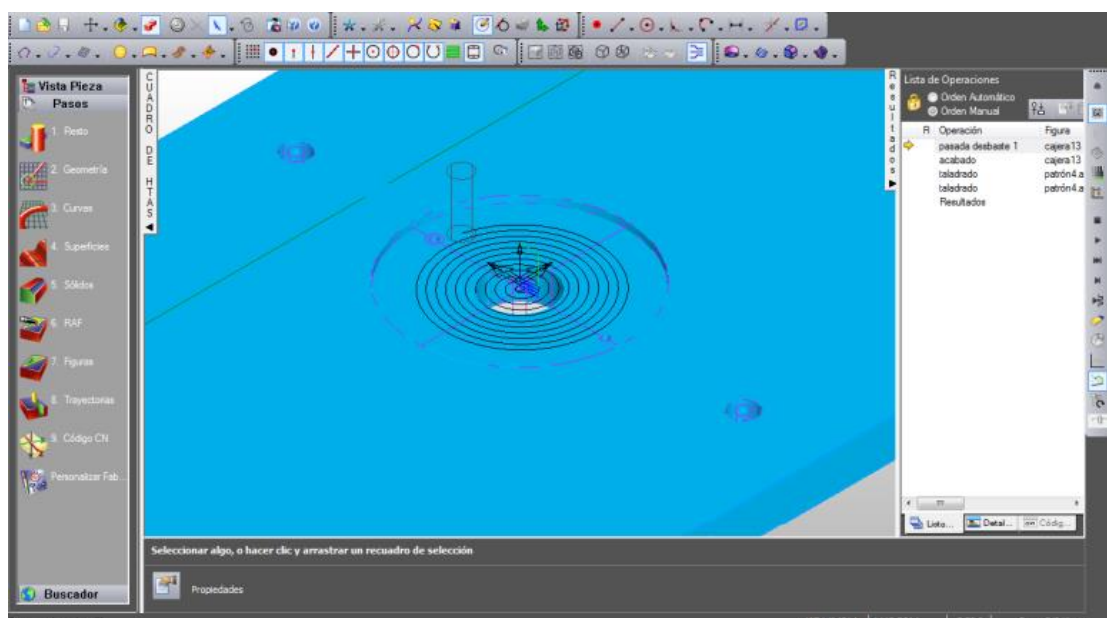 Vista Pieza
Pasos
1. Resto
2. Geometría
3. Curvas
4. Superficies
5. Sólidos
6. RAF
7. Figuras
8. Trayectorias
9. Código CN
Personalizar Fab...
Buscador
CUADRO DE HTAS
Seleccionar algo, o hacer clic y arrastrar un recuadro de selección
Propiedades
Resultados
Lista de Operaciones
Orden Automático
Orden Manual
R Operación Figura
pasada desbaste 1 cajera13
acabado cajera13
taladrado patrón4.a
taladrado patrón4.a
Resultados
Lista... Detal... Códig...